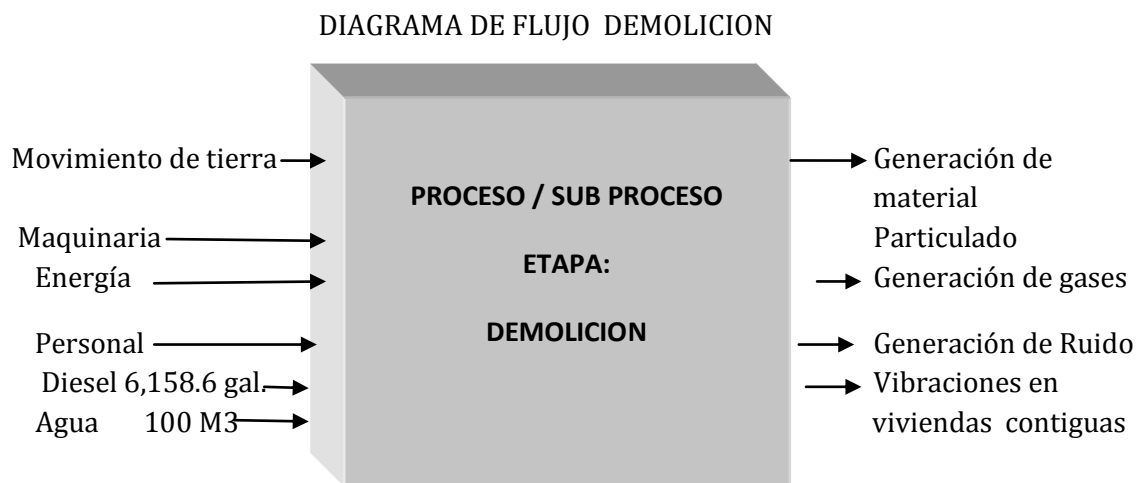 DIAGRAMA DE FLUJO DEMOLICION
Movimiento de tierra
Maquinaria
Energía
Personal
Diesel 6,158.6 gal.
Agua 100 M3
PROCESO / SUB PROCESO
ETAPA:
DEMOLICION
Generación de
material
Particulado
Generación de gases
Generación de Ruido
Vibraciones en
viviendas contiguas